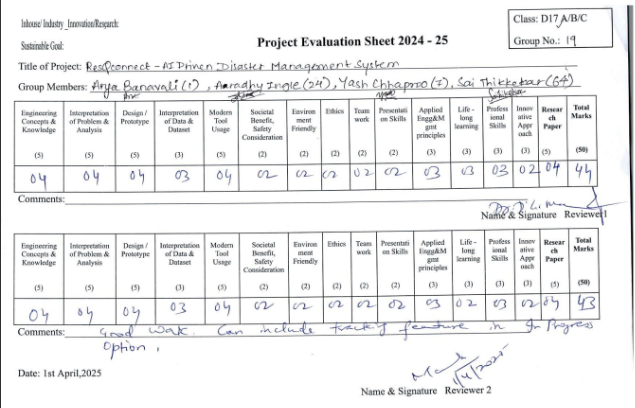 Inhouse/ Industry _Innovation/Research:
Class: D17 A/B/C
Sustainable Goal:
Project Evaluation Sheet 2024 - 25
Group No.: 19
Title of Project: ResQconnect - AI Driven Disaster Management System
Group Members: Arya Banavali (1), Aaradhy Ingle (24), Yash Chhaproo (7), Sai Thikekar (64)
Engineering Concepts & Knowledge (5) Interpretation of Problem & Analysis (5) Design / Prototype (5) Interpretation of Data & Dataset (3) Modern Tool Usage (5) Societal Benefit, Safety Consideration (2) Environ ment Friendly (2) Ethics (2) Team work (2) Presentati on Skills (2) Applied Engg&M gmt principles (3) Life - long learning (3) Profess ional Skills (3) Innov ative Appr oach (3) Resear ch Paper (5) Total Marks (50)
04 04 04 03 04 02 02 02 02 02 03 03 03 02 04 44
Comments:
Name & Signature Reviewer1
Engineering Concepts & Knowledge (5) Interpretation of Problem & Analysis (5) Design / Prototype (5) Interpretation of Data & Dataset (3) Modern Tool Usage (5) Societal Benefit, Safety Consideration (2) Environ ment Friendly (2) Ethics (2) Team work (2) Presentati on Skills (2) Applied Engg&M gmt principles (3) Life - long learning (3) Profess ional Skills (3) Innov ative Appr oach (3) Resear ch Paper (5) Total Marks (50)
04 04 04 03 04 02 02 02 02 02 03 02 03 02 04 43
Comments: Good work. Can include feature in In Progress
Option.
Date: 1st April,2025
1/4/2025
Name & Signature Reviewer 2